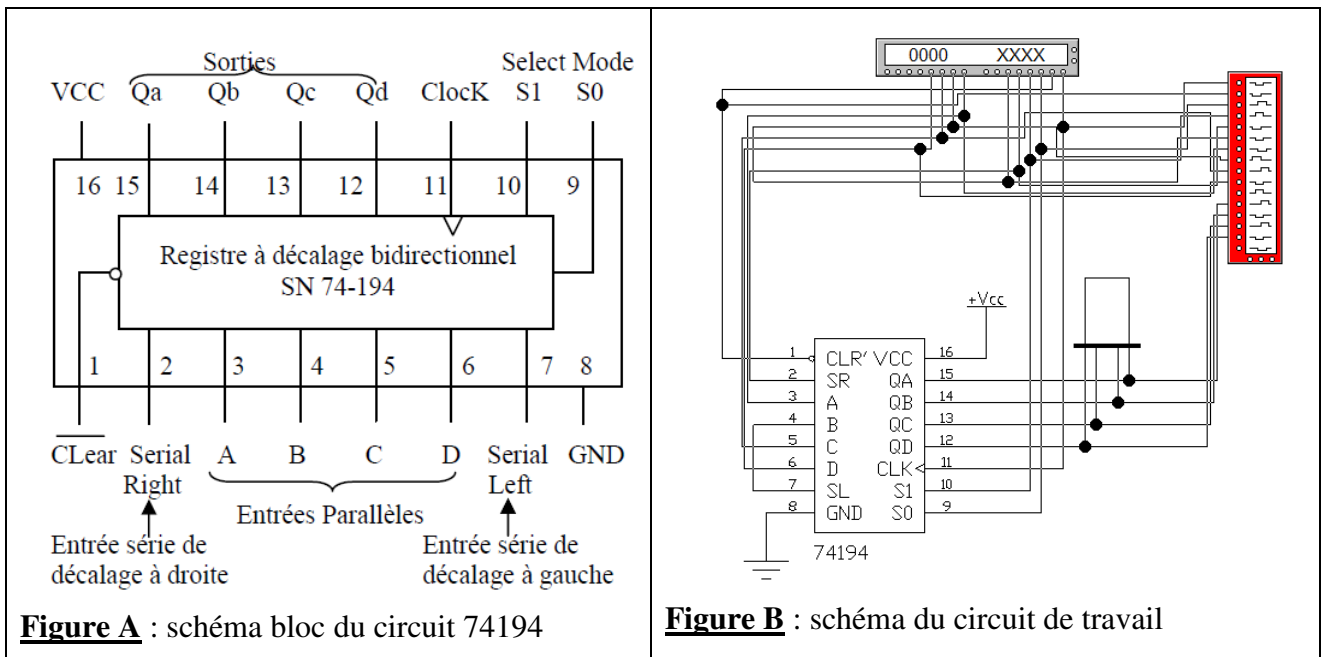 Sorties
Select Mode
VCC Qa Qb Qc Qd ClocK S1 S0
16 15 14 13 12 11 10 9
Registre à décalage bidirectionnel
SN 74-194
1 2 3 4 5 6 7 8
CLear Serial Right A B C D Serial Left GND
Entrées Parallèles
Entrée série de
décalage à droite
Entrée série de
décalage à gauche
Figure A : schéma bloc du circuit 74194
0000 XXXX
+Vcc
1 CLR' VCC 16
2 SR QA 15
3 A QB 14
4 B QC 13
5 C QD 12
6 D CLK< 11
7 SL S1 10
8 GND S0 9
74194
Figure B : schéma du circuit de travail